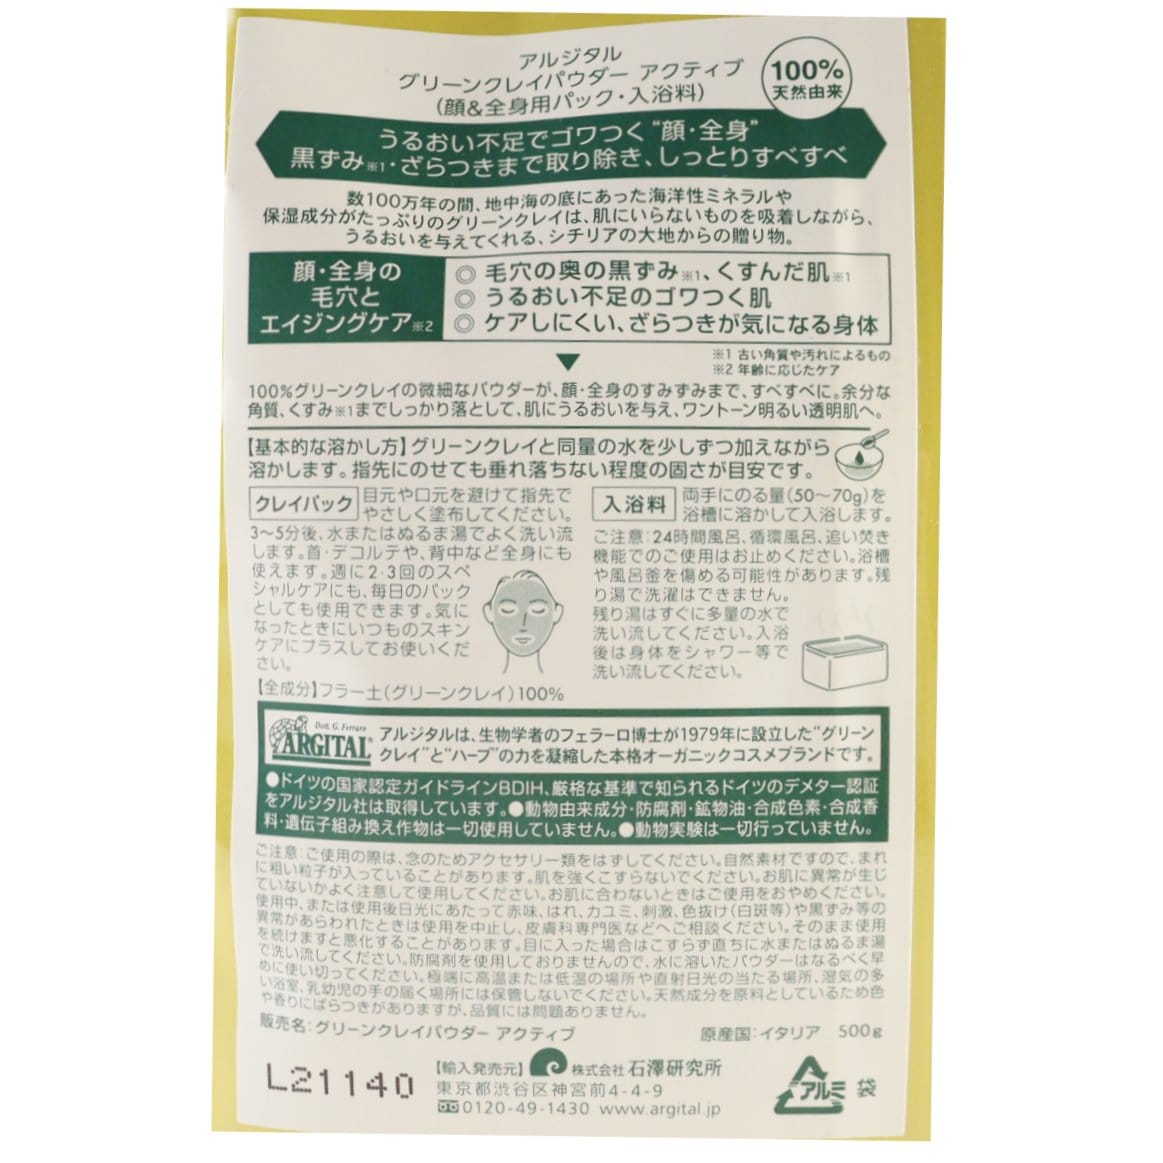 アルジタル
グリーンクレイパウダー アクティブ
(顔&全身用パック・入浴料)
100%
天然由来
うるおい不足でゴワつく“顔・全身”
黒ずみ※1・ざらつきまで取り除き、しっとりすべすべ
数100万年の間、地中海の底にあった海洋性ミネラルや
保湿成分がたっぷりのグリーンクレイは、肌にいらないものを吸着しながら、
うるおいを与えてくれる、シチリアの大地からの贈り物。
顔・全身の
毛穴と
エイジングケア※2
◎ 毛穴の奥の黒ずみ※1、くすんだ肌※1
◎ うるおい不足のゴワつく肌
◎ ケアしにくい、ざらつきが気になる身体
※1 古い角質や汚れによるもの
※2 年齢に応じたケア
100%グリーンクレイの微細なパウダーが、顔・全身のすみずみまで、すべすべに。余分な
角質、くすみ※1までしっかり落として、肌にうるおいを与え、ワントーン明るい透明肌へ。
【基本的な溶かし方】グリーンクレイと同量の水を少しずつ加えながら
溶かします。指先にのせても垂れ落ちない程度の固さが目安です。
クレイパック 目元や口元を避けて指先で
やさしく塗布してください。
3〜5分後、水またはぬるま湯でよく洗い流
します。首・デコルテや、背中など全身にも
使えます。週に2・3回のスペ
シャルケアにも、毎日のパック
としても使用できます。気に
なったときにいつものスキン
ケアにプラスしてお使いくだ
さい。
入浴料 両手にのる量(50〜70g)を
浴槽に溶かして入浴します。
ご注意:24時間風呂、循環風呂、追い焚き
機能でのご使用はお止めください。浴槽
や風呂釜を傷める可能性があります。残
り湯で洗濯はできません。
残り湯はすぐに多量の水で
洗い流してください。入浴
後は身体をシャワー等で
洗い流してください。
【全成分】フラー土(グリーンクレイ)100%
Dott. G. Ferraro
ARGITAL
アルジタルは、生物学者のフェラーロ博士が1979年に設立した“グリーン
クレイ”と“ハーブ”の力を凝縮した本格オーガニックコスメブランドです。
●ドイツの国家認定ガイドラインBDIH、厳格な基準で知られるドイツのデメター認証
をアルジタル社は取得しています。●動物由来成分・防腐剤・鉱物油・合成色素・合成香
料・遺伝子組み換え作物は一切使用していません。●動物実験は一切行っていません。
ご注意:ご使用の際は、念のためアクセサリー類をはずしてください。自然素材ですので、まれ
に粗い粒子が入っていることがあります。肌を強くこすらないでください。お肌に異常が生じ
ていないかよく注意して使用してください。お肌に合わないときはご使用をおやめください。
使用中、または使用後日光にあたって赤味、はれ、カユミ、刺激、色抜け(白斑等)や黒ずみ等の
異常があらわれたときは使用を中止し、皮膚科専門医などへご相談ください。そのまま使用
を続けますと悪化することがあります。目に入った場合はこすらず直ちに水またはぬるま湯
で洗い流してください。防腐剤を使用しておりませんので、水に溶いたパウダーはなるべく早
めに使い切ってください。極端に高温または低温の場所や直射日光の当たる場所、湿気の多
い浴室、乳幼児の手の届く場所には保管しないでください。天然成分を原料としているため色
や香りにばらつきがありますが、品質には問題ありません。
販売名:グリーンクレイパウダー アクティブ
原産国:イタリア 500g
L21140
【輸入発売元】 株式会社 石澤研究所
東京都渋谷区神宮前4-4-9
0120-49-1430 www.argital.jp
アルミ 袋